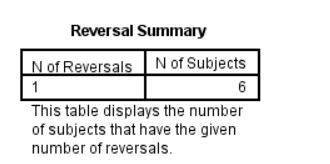 Reversal Summary
N of Reversals N of Subjects
1 6
This table displays the number
of subjects that have the given
number of reversals.